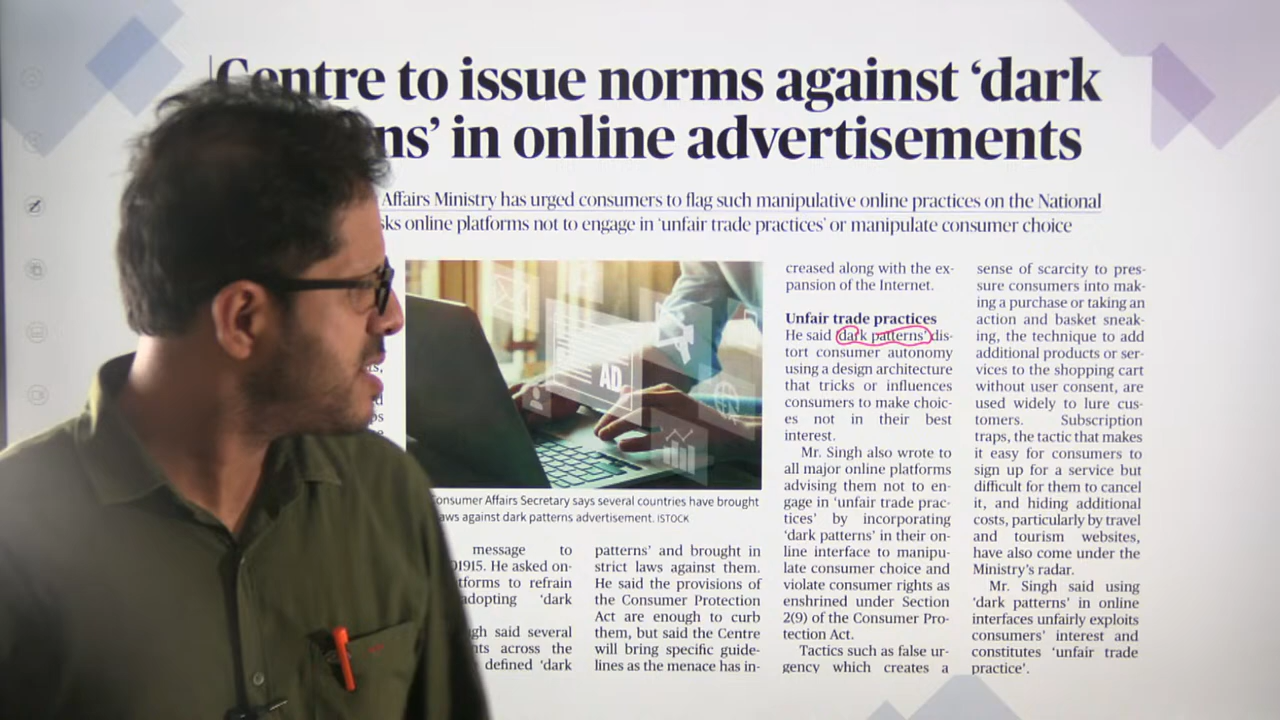 Centre to issue norms against ‘dark
ns’ in online advertisements
Affairs Ministry has urged consumers to flag such manipulative online practices on the National
online platforms not to engage in ‘unfair trade practices’ or manipulate consumer choice
AD
Consumer Affairs Secretary says several countries have brought
laws against dark patterns advertisement. ISTOCK
message to
He asked on-
to refrain
‘dark
said several
across the
defined ‘dark
patterns’ and brought in
strict laws against them.
He said the provisions of
the Consumer Protection
Act are enough to curb
them, but said the Centre
will bring specific guide-
lines as the menace has in-
creased along with the ex-
pansion of the Internet.
Unfair trade practices
He said ‘dark patterns’ dis-
tort consumer autonomy
using a design architecture
that tricks or influences
consumers to make choic-
es not in their best
interest.
Mr. Singh also wrote to
all major online platforms
advising them not to en-
gage in ‘unfair trade prac-
tices’ by incorporating
‘dark patterns’ in their on-
line interface to manipu-
late consumer choice and
violate consumer rights as
enshrined under Section
2(9) of the Consumer Pro-
tection Act.
Tactics such as false ur-
gency which creates a
sense of scarcity to pres-
sure consumers into mak-
ing a purchase or taking an
action and basket sneak-
ing, the technique to add
additional products or ser-
vices to the shopping cart
without user consent, are
used widely to lure cus-
tomers. Subscription
traps, the tactic that makes
it easy for consumers to
sign up for a service but
difficult for them to cancel
it, and hiding additional
costs, particularly by travel
and tourism websites,
have also come under the
Ministry’s radar.
Mr. Singh said using
‘dark patterns’ in online
interfaces unfairly exploits
consumers’ interest and
constitutes ‘unfair trade
practice’.